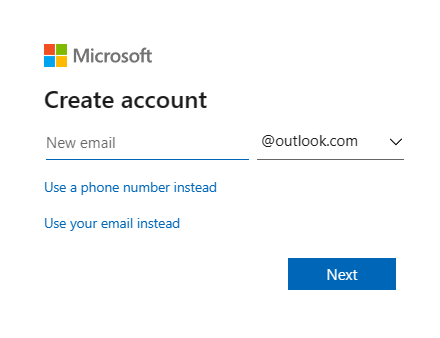 Microsoft
Create account
New email @outlook.com
Use a phone number instead
Use your email instead
Next